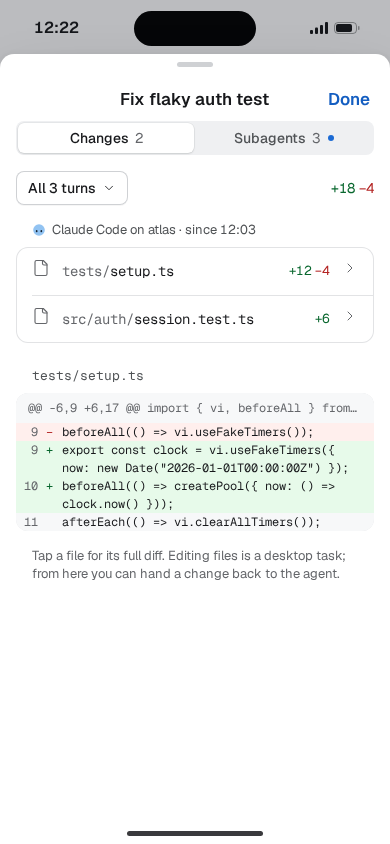 12:22
Fix flaky auth test
Done
Changes 2
Subagents 3
All 3 turns
+18 −4
Claude Code on atlas · since 12:03
tests/setup.ts
+12 −4
src/auth/session.test.ts
+6
tests/setup.ts
@@ -6,9 +6,17 @@ import { vi, beforeAll } from…
9 − beforeAll(() => vi.useFakeTimers());
9 + export const clock = vi.useFakeTimers({
now: new Date("2026-01-01T00:00:00Z") });
10 + beforeAll(() => createPool({ now: () =>
clock.now() }));
11 afterEach(() => vi.clearAllTimers());
Tap a file for its full diff. Editing files is a desktop task;
from here you can hand a change back to the agent.